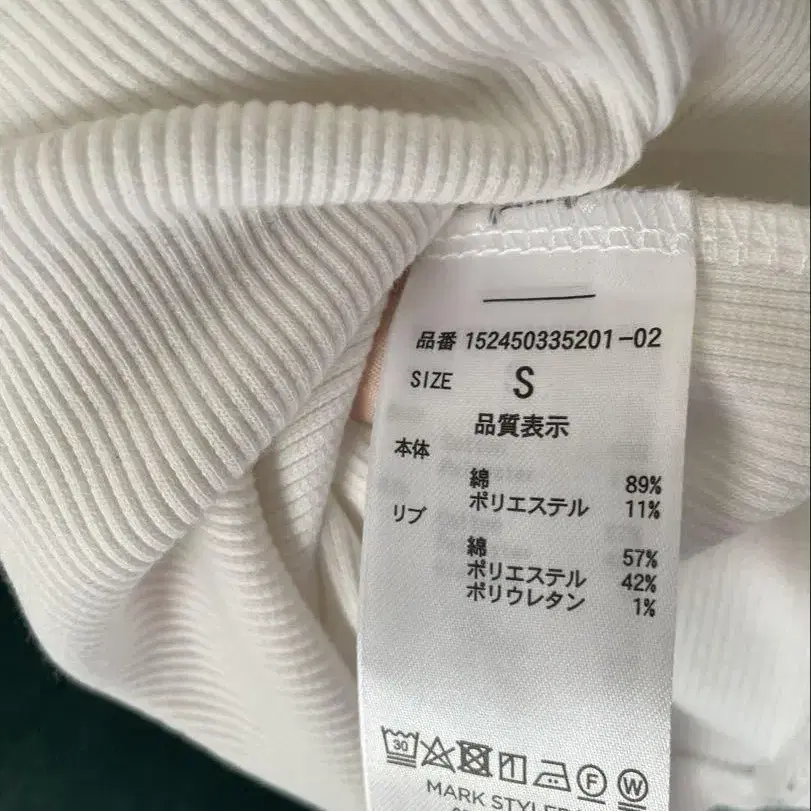 品番 152450335201-02
SIZE S
品質表示
本体
綿 89%
ポリエステル 11%
リブ
綿 57%
ポリエステル 42%
ポリウレタン 1%
30
F W
MARK STYLER